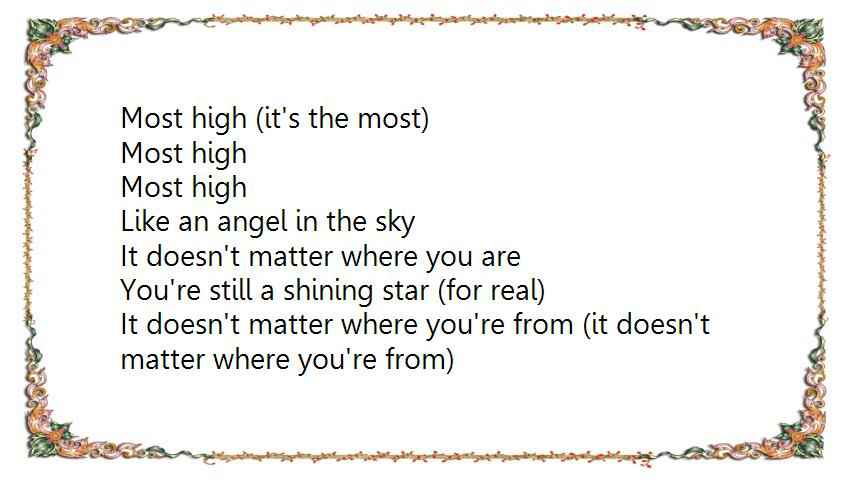 Most high (it's the most)
Most high
Most high
Like an angel in the sky
It doesn't matter where you are
You're still a shining star (for real)
It doesn't matter where you're from (it doesn't
matter where you're from)